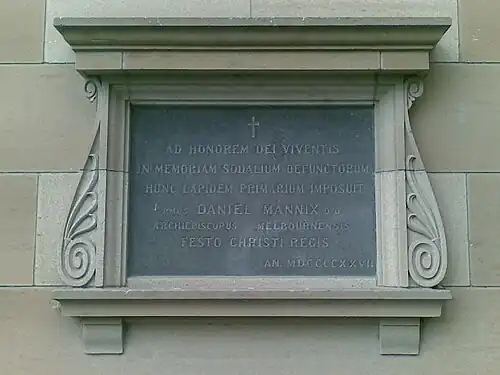 AD HONOREM DEI VIVENTIS
IN MEMORIAM SODALIUM DEFUNCTORUM
HUNC LAPIDEM PRIMARIUM IMPOSUIT
DANIEL MANNIX D.D.
ARCHIEPISCOPUS MELBOURNENSIS
FESTO CHRISTI REGIS
AN. MDCCCCXXVII